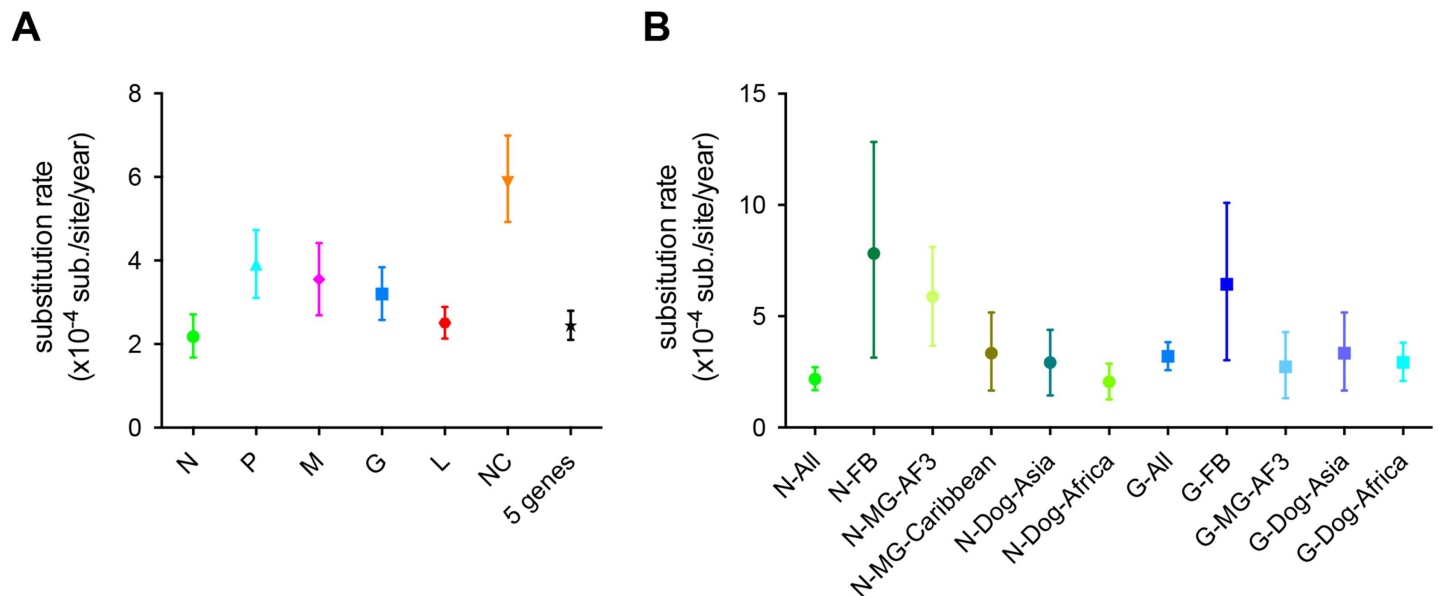 A
B
substitution rate
(x10⁻⁴ sub./site/year)
8
6
4
2
0
N
P
M
G
L
NC
5 genes
subsitution rate
(x10⁻⁴ sub./site/year)
15
10
5
0
N-All
N-FB
N-MG-AF3
N-MG-Caribbean
N-Dog-Asia
N-Dog-Africa
G-All
G-FB
G-MG-AF3
G-Dog-Asia
G-Dog-Africa